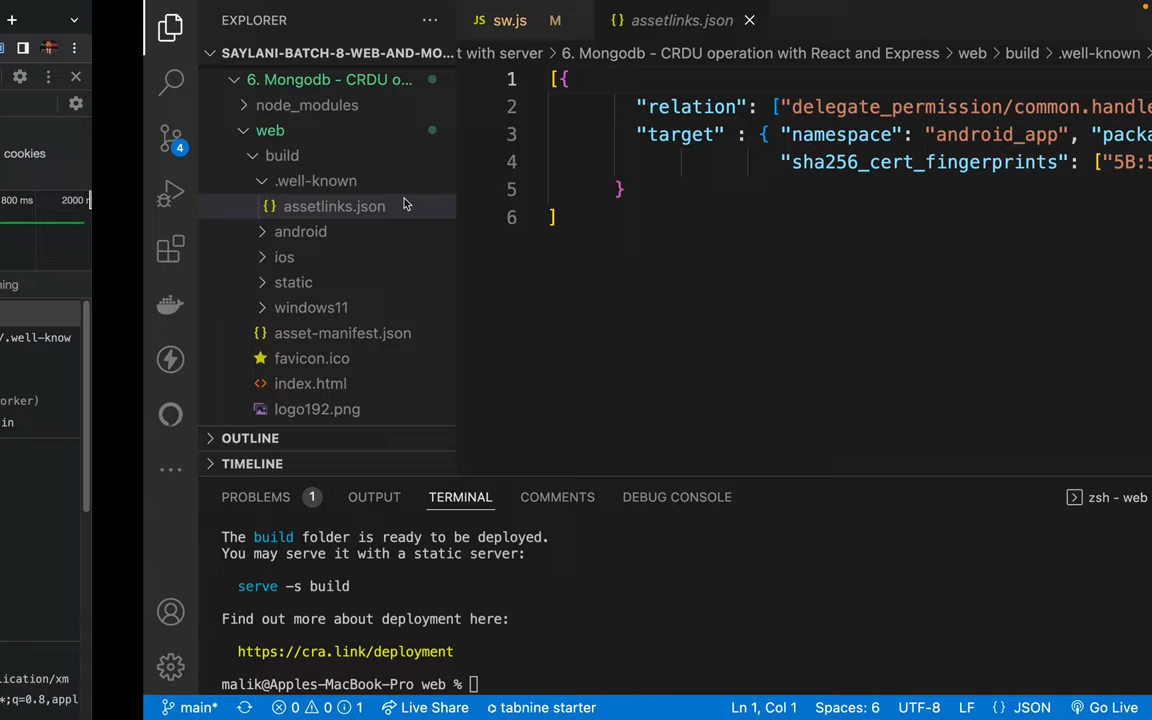 cookies
800 ms
2000
ning
/.well-know
orker)
in
lication/xm
*;q=0.8,appl
EXPLORER
SAYLANI-BATCH-8-WEB-AND-MO...
6. Mongodb - CRDU o...
node_modules
web
build
.well-known
{} assetlinks.json
android
ios
static
windows11
{} asset-manifest.json
favicon.ico
<> index.html
logo192.png
OUTLINE
TIMELINE
4
JS sw.js M
{} assetlinks.json
t with server > 6. Mongodb - CRDU operation with React and Express > web > build > .well-known >
1 [{
2 "relation": ["delegate_permission/common.handle
3 "target" : { "namespace": "android_app", "packa
4 "sha256_cert_fingerprints": ["5B:5
5 }
6 ]
PROBLEMS 1 OUTPUT TERMINAL COMMENTS DEBUG CONSOLE
zsh - web
The build folder is ready to be deployed.
You may serve it with a static server:
serve -s build
Find out more about deployment here:
https://cra.link/deployment
malik@Apples-MacBook-Pro web %
main* 0 0 1 Live Share tabnine starter Ln 1, Col 1 Spaces: 6 UTF-8 LF {} JSON Go Live